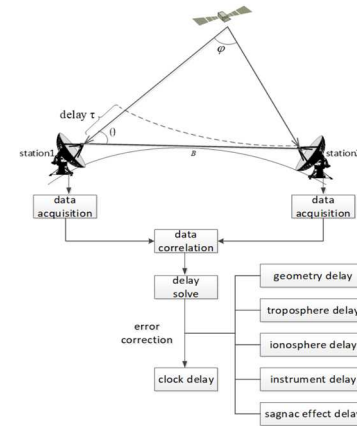 φ
delay τ
θ
station1
B
station
data
acquisition
data
acquisition
data
correlation
delay
solve
geometry delay
troposphere delay
error
correction
ionosphere delay
clock delay
instrument delay
sagnac effect delay